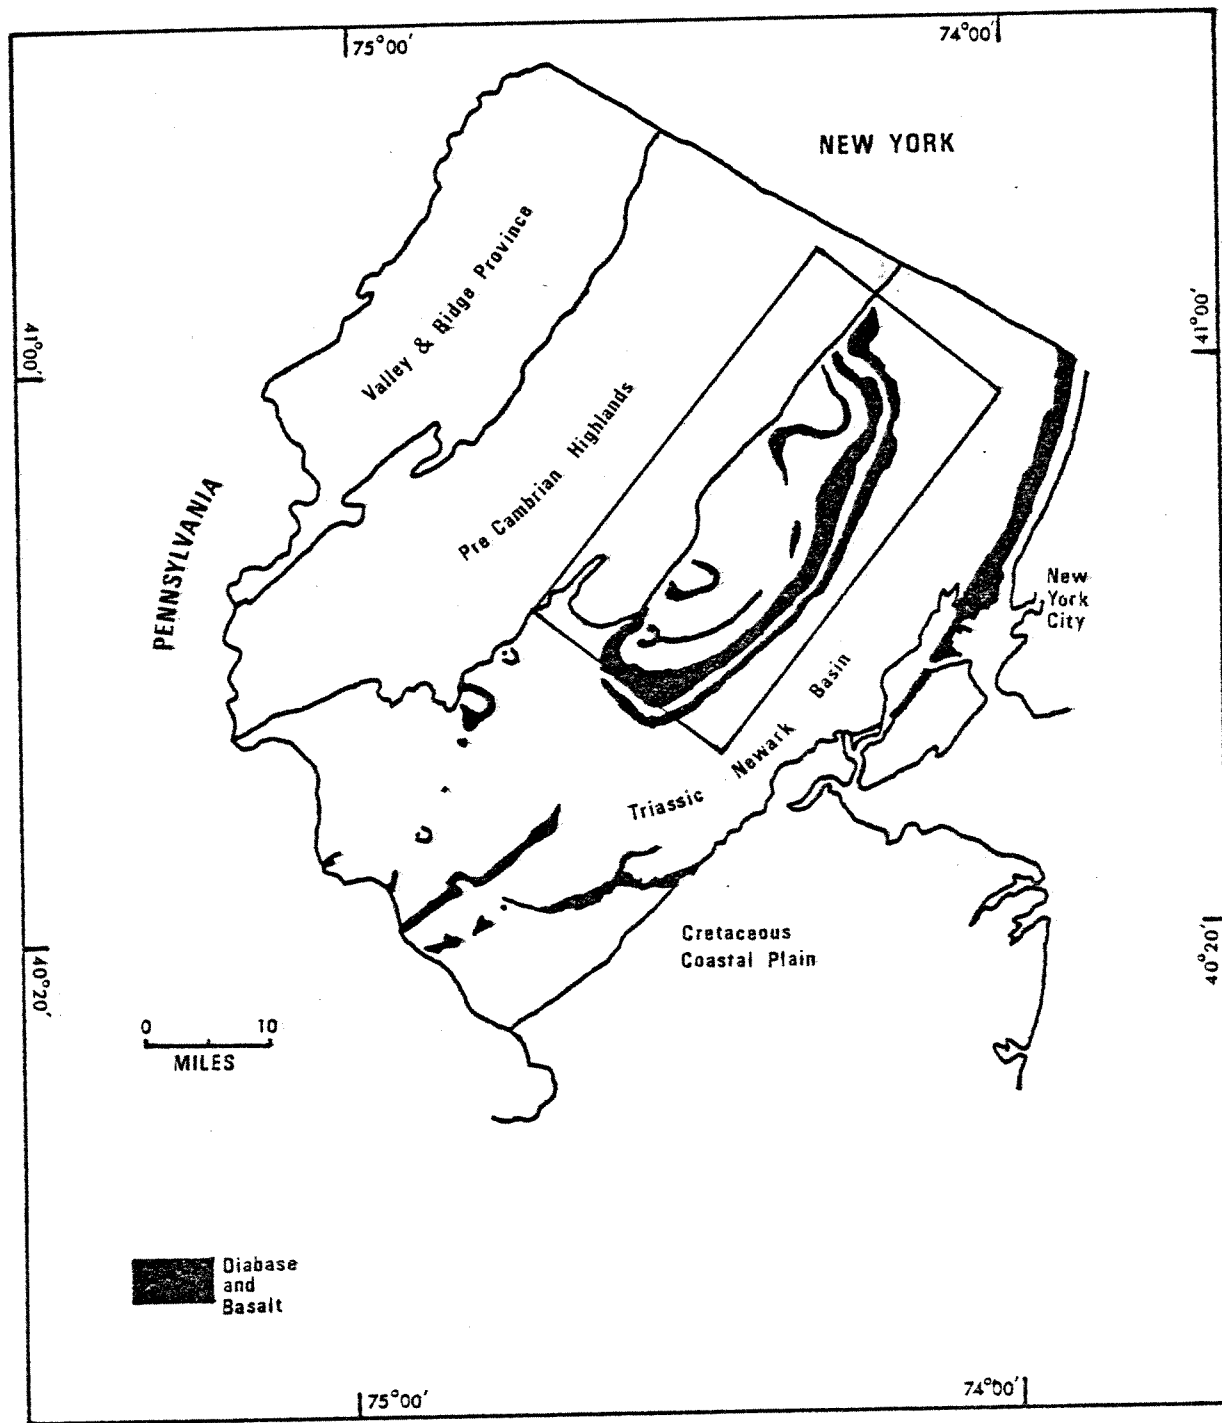 75°00'
74°00'
NEW YORK
Valley & Ridge Province
41°00'
41°00'
Pre Cambrian Highlands
PENNSYLVANIA
New
York
City
Triassic Newark Basin
Cretaceous
Coastal Plain
40°20'
40°20'
0 10
MILES
Diabase
and
Basalt
75°00'
74°00'